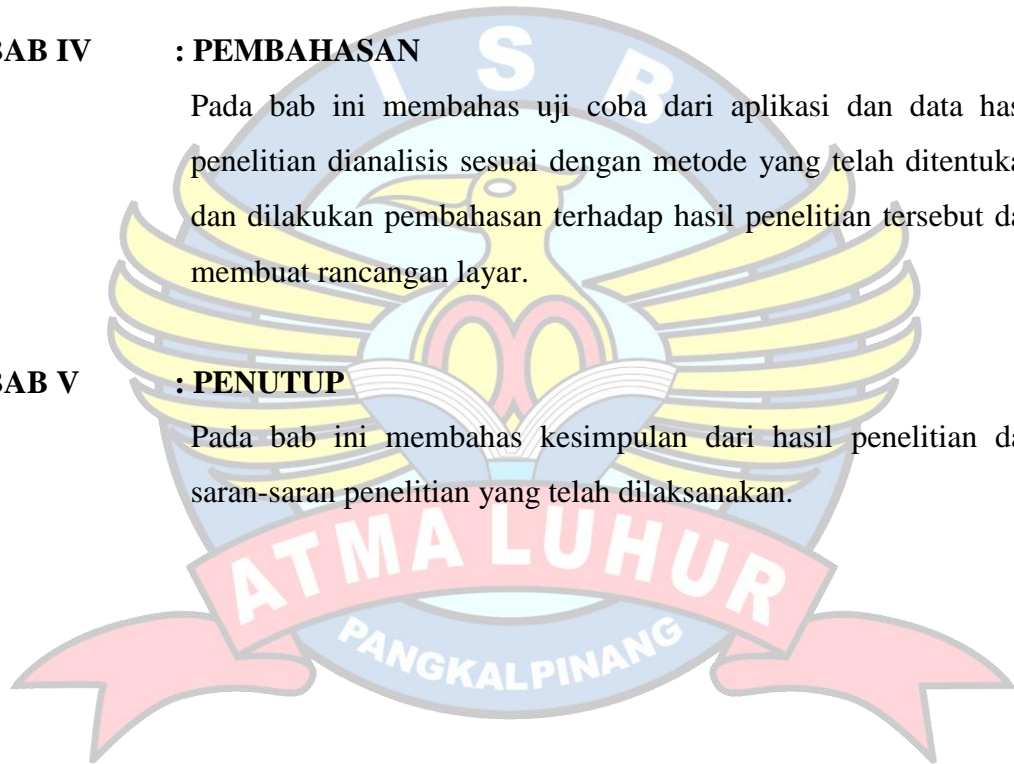 BAB IV : PEMBAHASAN
Pada bab ini membahas uji coba dari aplikasi dan data has
penelitian dianalisis sesuai dengan metode yang telah ditentuka
dan dilakukan pembahasan terhadap hasil penelitian tersebut da
membuat rancangan layar.
BAB V : PENUTUP
Pada bab ini membahas kesimpulan dari hasil penelitian da
saran-saran penelitian yang telah dilaksanakan.
I S B
ATMA LUHUR
PANGKALPINANG